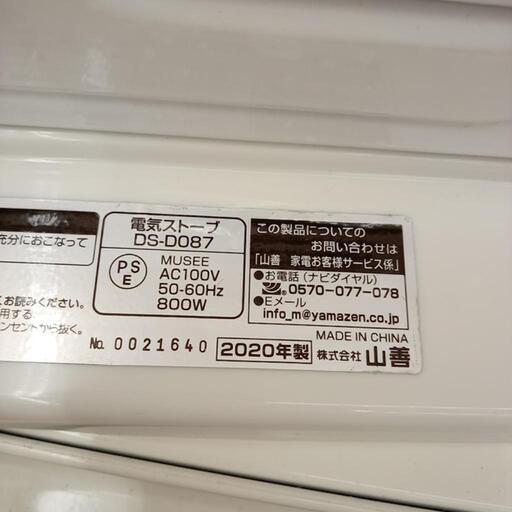 充分におこなって
てお読みください。
用する
ンセントから抜く。
電気ストーブ
DS-D087
PS
E
MUSEE
AC100V
50-60Hz
800W
この製品についての
お問い合わせは
「山善 家電お客様サービス係」
●お電話（ナビダイヤル）
0570-077-078
●Eメール
info_m@yamazen.co.jp
MADE IN CHINA
No. 0021640
2020年製
株式会社 山善